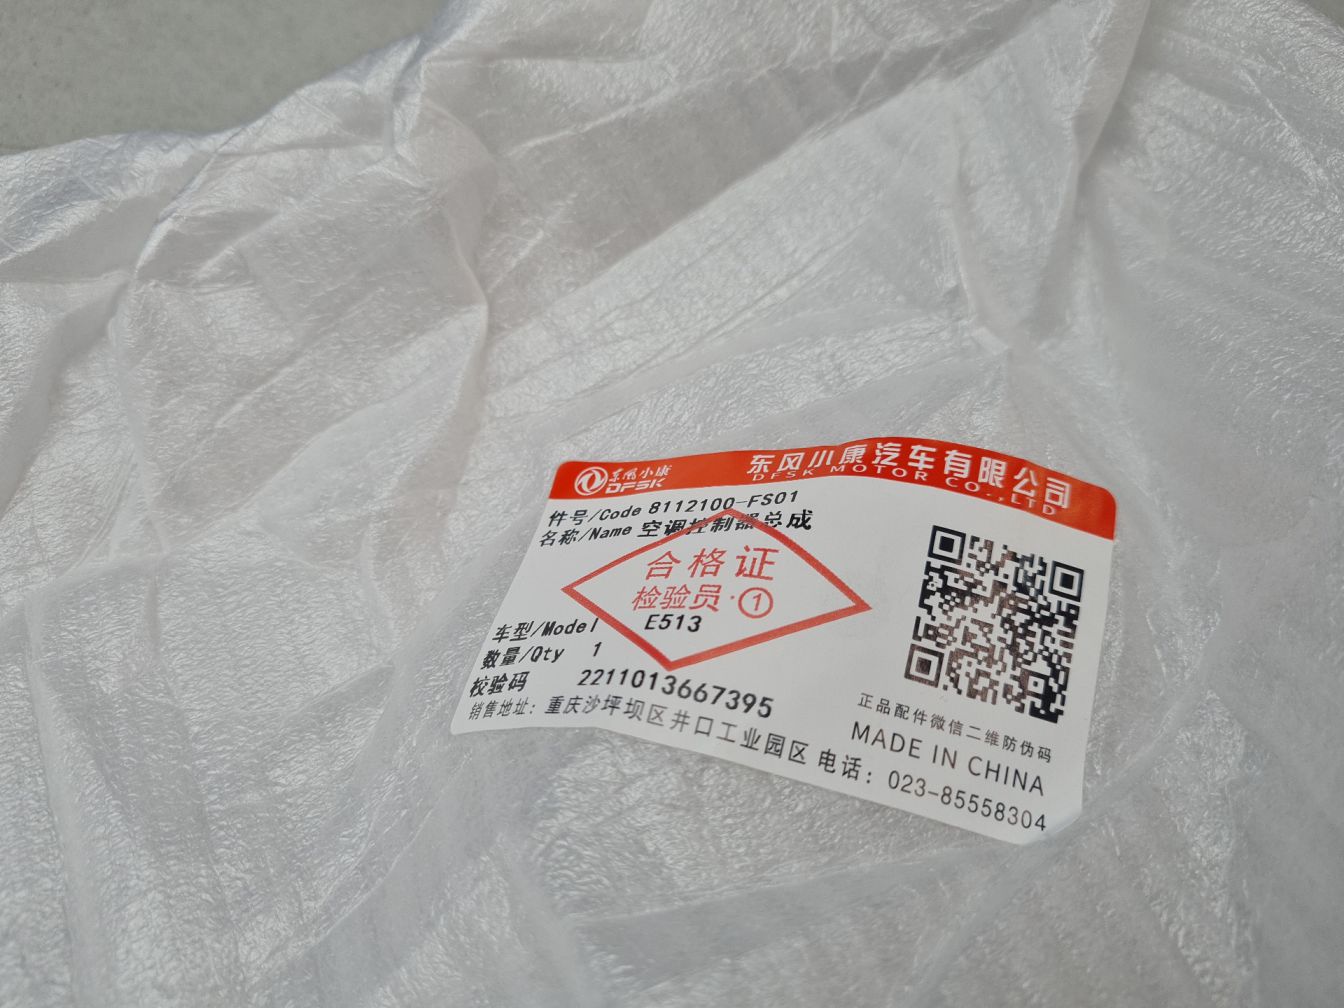 东风小康
DFSK
东风小康汽车有限公司
DFSK MOTOR CO.,LTD
件号/Code 8112100-FS01
名称/Name 空调控制器总成
合格证
检验员·①
车型/Model E513
数量/Qty 1
校验码 2211013667395
正品配件微信二维防伪码
MADE IN CHINA
销售地址: 重庆沙坪坝区井口工业园区 电话: 023-85558304